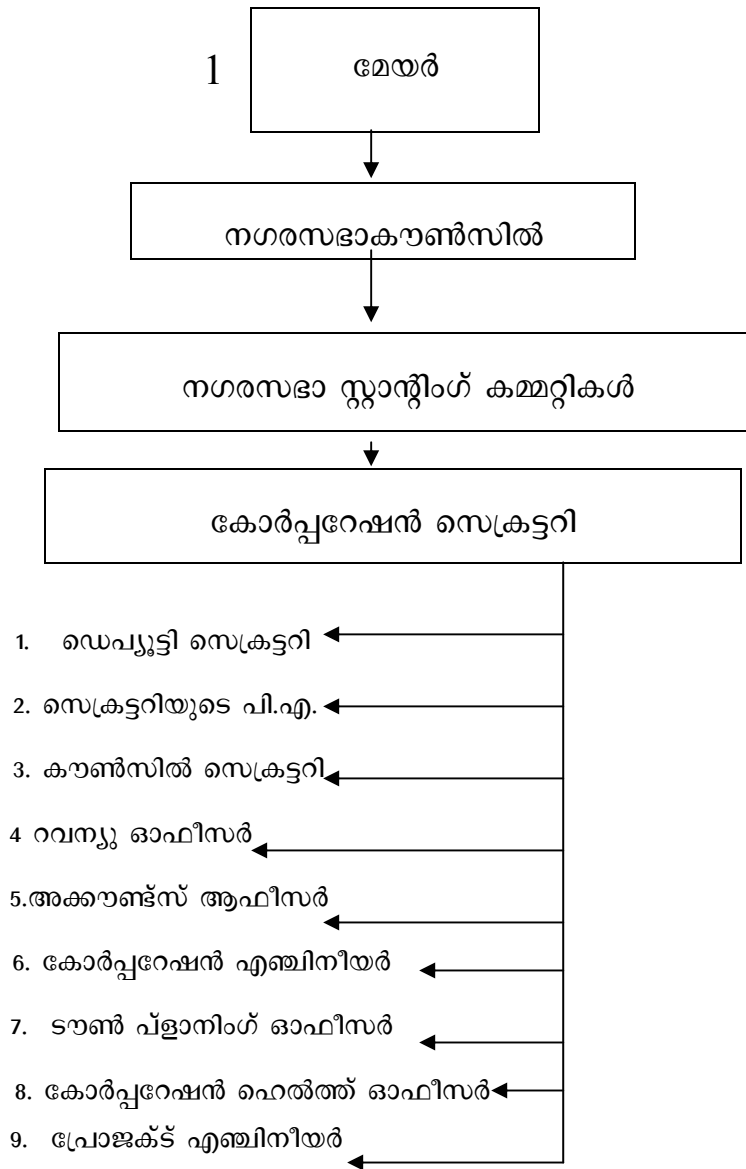 1
മേയർ
നഗരസഭാകൗൺസിൽ
നഗരസഭാ സ്റ്റാന്റിംഗ് കമ്മറ്റികൾ
കോർപ്പറേഷൻ സെക്രട്ടറി
1. ഡെപ്യൂട്ടി സെക്രട്ടറി
2. സെക്രട്ടറിയുടെ പി.എ.
3. കൗൺസിൽ സെക്രട്ടറി
4 റവന്യു ഓഫീസർ
5.അക്കൗണ്ട്സ് ആഫീസർ
6. കോർപ്പറേഷൻ എഞ്ചിനീയർ
7. ടൗൺ പ്ളാനിംഗ് ഓഫീസർ
8. കോർപ്പറേഷൻ ഹെൽത്ത് ഓഫീസർ
9. പ്രോജക്ട് എഞ്ചിനീയർ